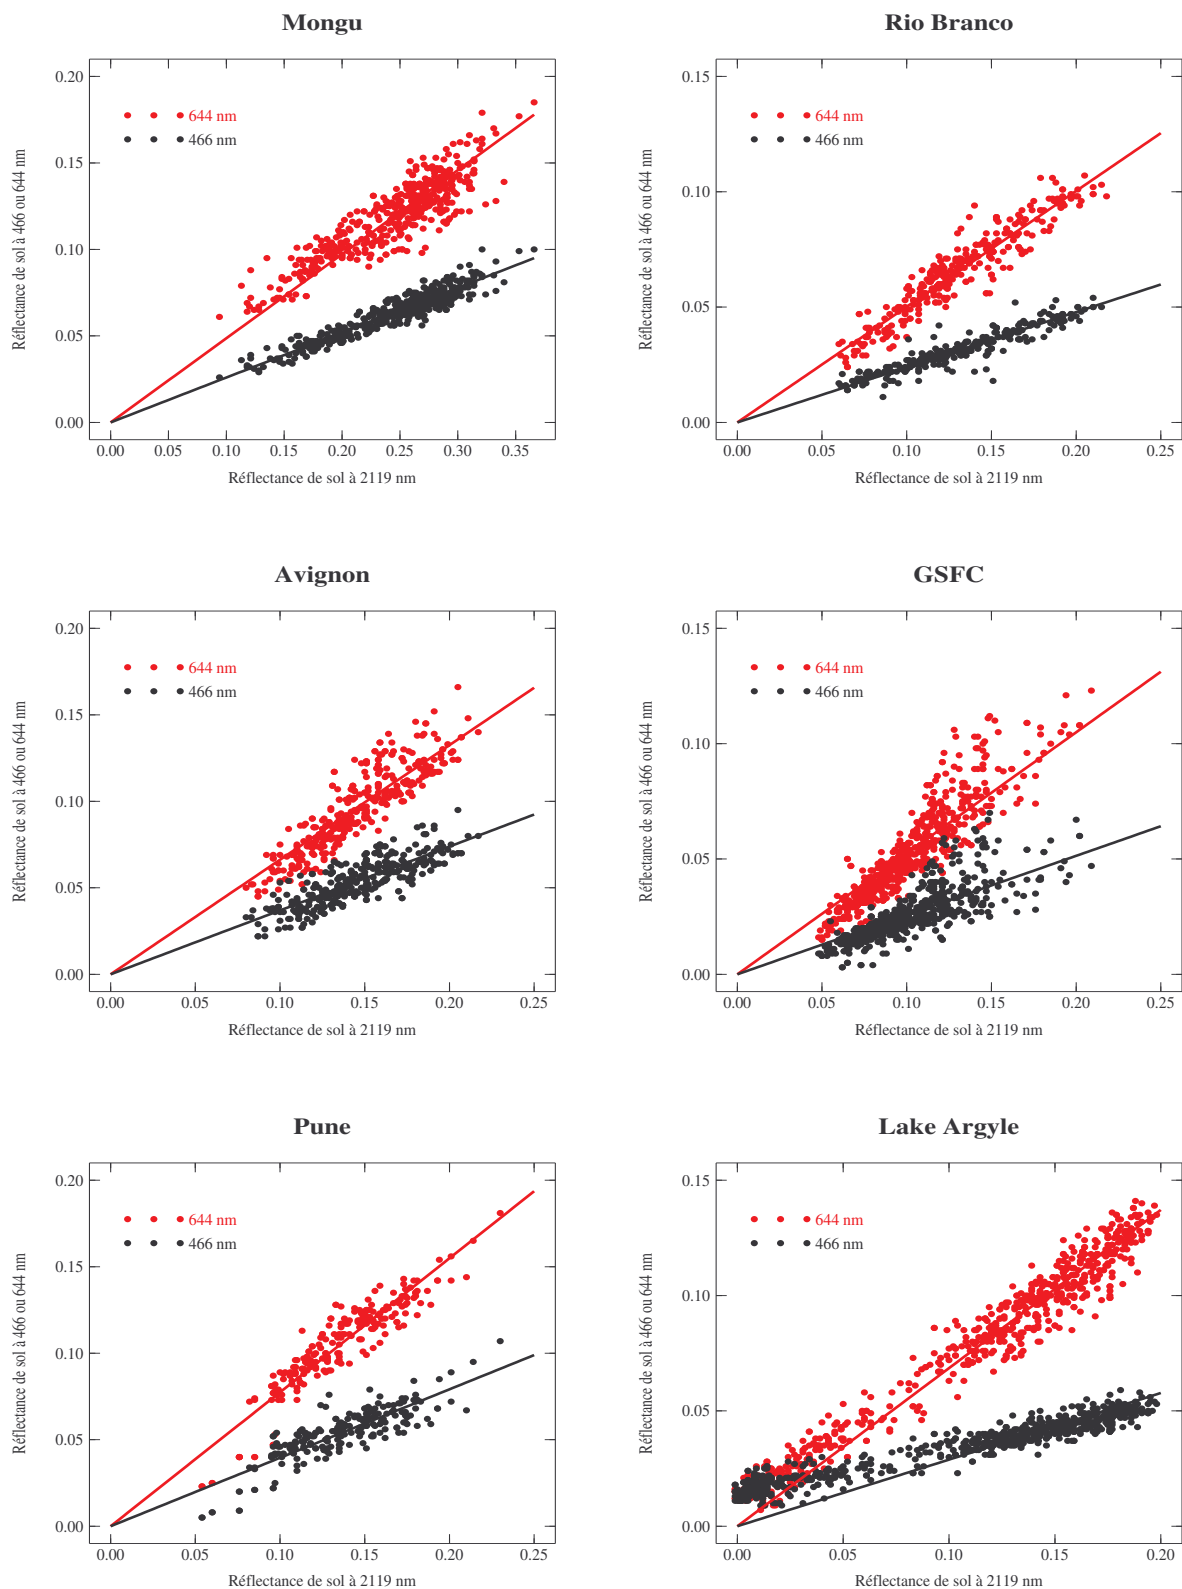 Mongu
0.20
0.15
0.10
0.05
0.00
644 nm
466 nm
Réflectance de sol à 466 ou 644 nm
0.00 0.05 0.10 0.15 0.20 0.25 0.30 0.35
Réflectance de sol à 2119 nm
Rio Branco
0.15
0.10
0.05
0.00
644 nm
466 nm
Réflectance de sol à 466 ou 644 nm
0.00 0.05 0.10 0.15 0.20 0.25
Réflectance de sol à 2119 nm
Avignon
0.20
0.15
0.10
0.05
0.00
644 nm
466 nm
Réflectance de sol à 466 ou 644 nm
0.00 0.05 0.10 0.15 0.20 0.25
Réflectance de sol à 2119 nm
GSFC
0.15
0.10
0.05
0.00
644 nm
466 nm
Réflectance de sol à 466 ou 644 nm
0.00 0.05 0.10 0.15 0.20 0.25
Réflectance de sol à 2119 nm
Pune
0.20
0.15
0.10
0.05
0.00
644 nm
466 nm
Réflectance de sol à 466 ou 644 nm
0.00 0.05 0.10 0.15 0.20 0.25
Réflectance de sol à 2119 nm
Lake Argyle
0.15
0.10
0.05
0.00
644 nm
466 nm
Réflectance de sol à 466 ou 644 nm
0.00 0.05 0.10 0.15 0.20
Réflectance de sol à 2119 nm